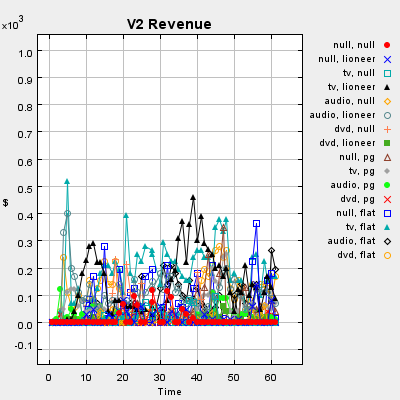 V2 Revenue
×10³
1.0
0.9
0.8
0.7
0.6
0.5
0.4
0.3
0.2
0.1
0.0
-0.1
$
0 10 20 30 40 50 60
Time
null, null
null, lioneer
tv, null
tv, lioneer
audio, null
audio, lioneer
dvd, null
dvd, lioneer
null, pg
tv, pg
audio, pg
dvd, pg
null, flat
tv, flat
audio, flat
dvd, flat